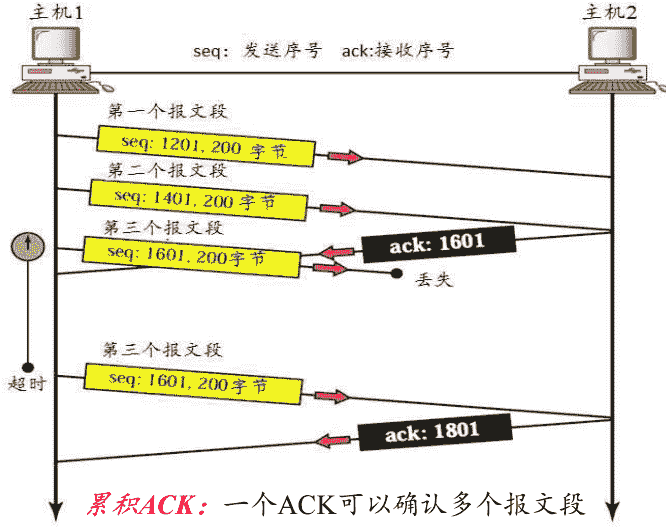 主机1
主机2
seq: 发送序号 ack:接收序号
第一个报文段
seq: 1201, 200 字节
第二个报文段
seq: 1401, 200 字节
第三个报文段
ack: 1601
seq: 1601, 200字节
丢失
第三个报文段
超时
seq: 1601, 200字节
ack: 1801
累积ACK：一个ACK可以确认多个报文段